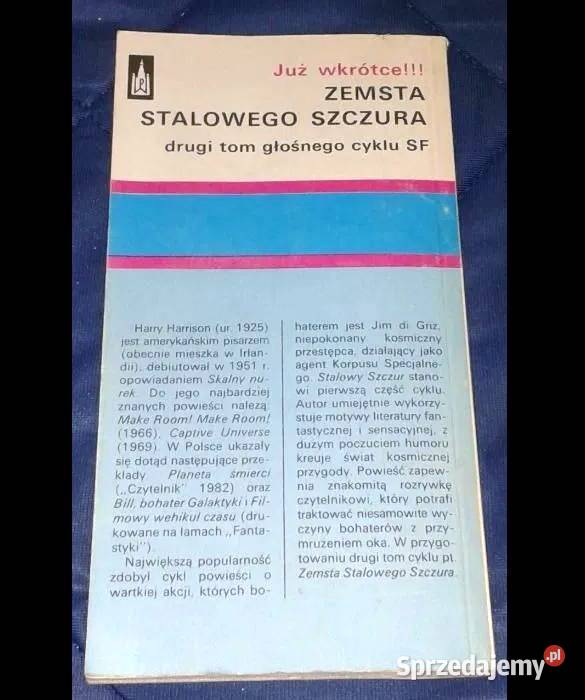 Już wkrótce!!!
ZEMSTA
STALOWEGO SZCZURA
drugi tom głośnego cyklu SF
Harry Harrison (ur. 1925)
jest amerykańskim pisarzem
(obecnie mieszka w Irlan-
dii), debiutował w 1951 r.
opowiadaniem Skalny nu-
rek. Do jego najbardziej
znanych powieści należą:
Make Room! Make Room!
(1966), Captive Universe
(1969). W Polsce ukazały
się dotąd następujące prze-
kłady Planeta śmierci
(„Czytelnik" 1982) oraz
Bill, bohater Galaktyki i Fil-
mowy wehikuł czasu (dru-
kowane na łamach „Fanta-
styki").
Największą popularność
zdobył cykl powieści o
wartkiej akcji, których bo-
haterem jest Jim di Griz,
niepokonany kosmiczny
przestępca, działający jako
agent Korpusu Specjalne-
go. Stalowy Szczur stano-
wi pierwszą część cyklu.
Autor umiejętnie wykorzy-
stuje motywy literatury fan-
tastycznej i sensacyjnej, z
dużym poczuciem humoru
kreuje świat kosmicznej
przygody. Powieść zapew-
nia znakomitą rozrywkę
czytelnikowi, który potrafi
traktować niesamowite wy-
czyny bohaterów z przy-
mrużeniem oka. W przygo-
towaniu drugi tom cyklu pt.
Zemsta Stalowego Szczura.
Sprzedajemy.pl